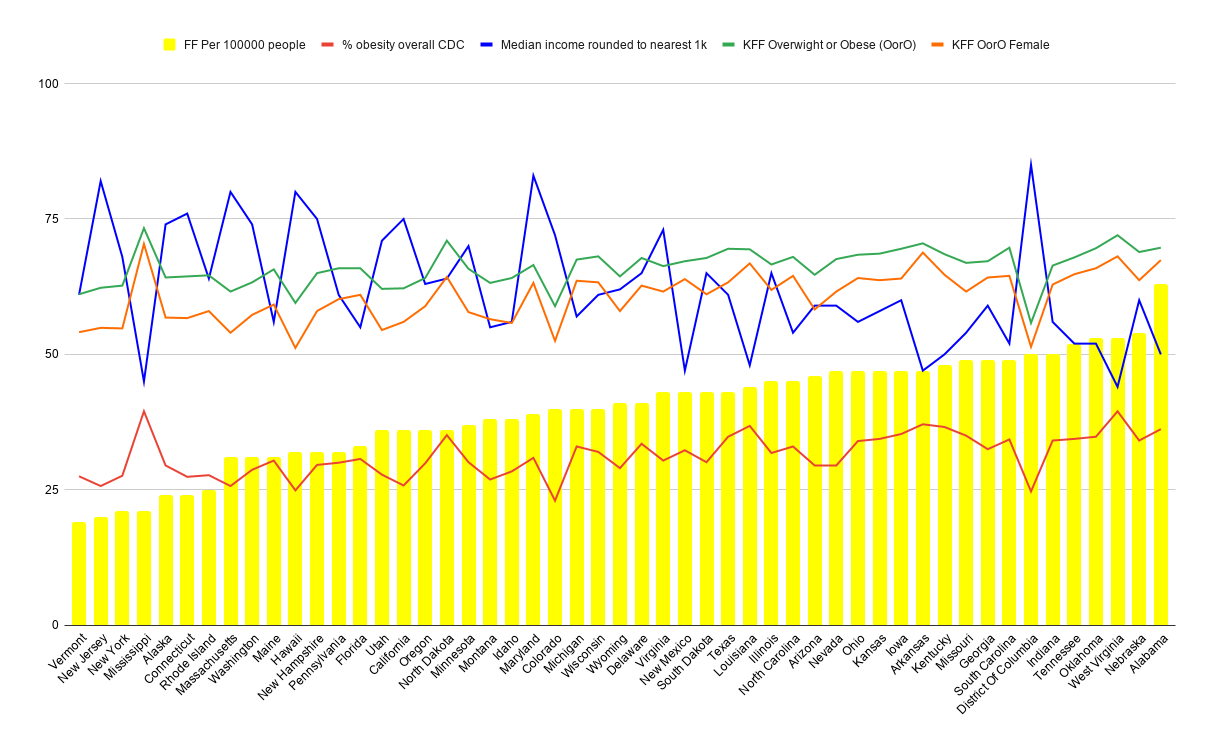 FF Per 100000 people
% obesity overall CDC
Median income rounded to nearest 1k
KFF Overwight or Obese (OorO)
KFF OorO Female
100
75
50
25
0
Vermont
New Jersey
New York
Mississippi
Alaska
Connecticut
Rhode Island
Massachusetts
Washington
Maine
Hawaii
New Hampshire
Pennsylvania
Florida
Utah
California
Oregon
North Dakota
Minnesota
Montana
Idaho
Maryland
Colorado
Michigan
Wisconsin
Wyoming
Delaware
Virginia
New Mexico
South Dakota
Texas
Louisiana
Illinois
North Carolina
Arizona
Nevada
Ohio
Kansas
Iowa
Arkansas
Kentucky
Missouri
Georgia
South Carolina
District Of Columbia
Indiana
Tennessee
Oklahoma
West Virginia
Nebraska
Alabama